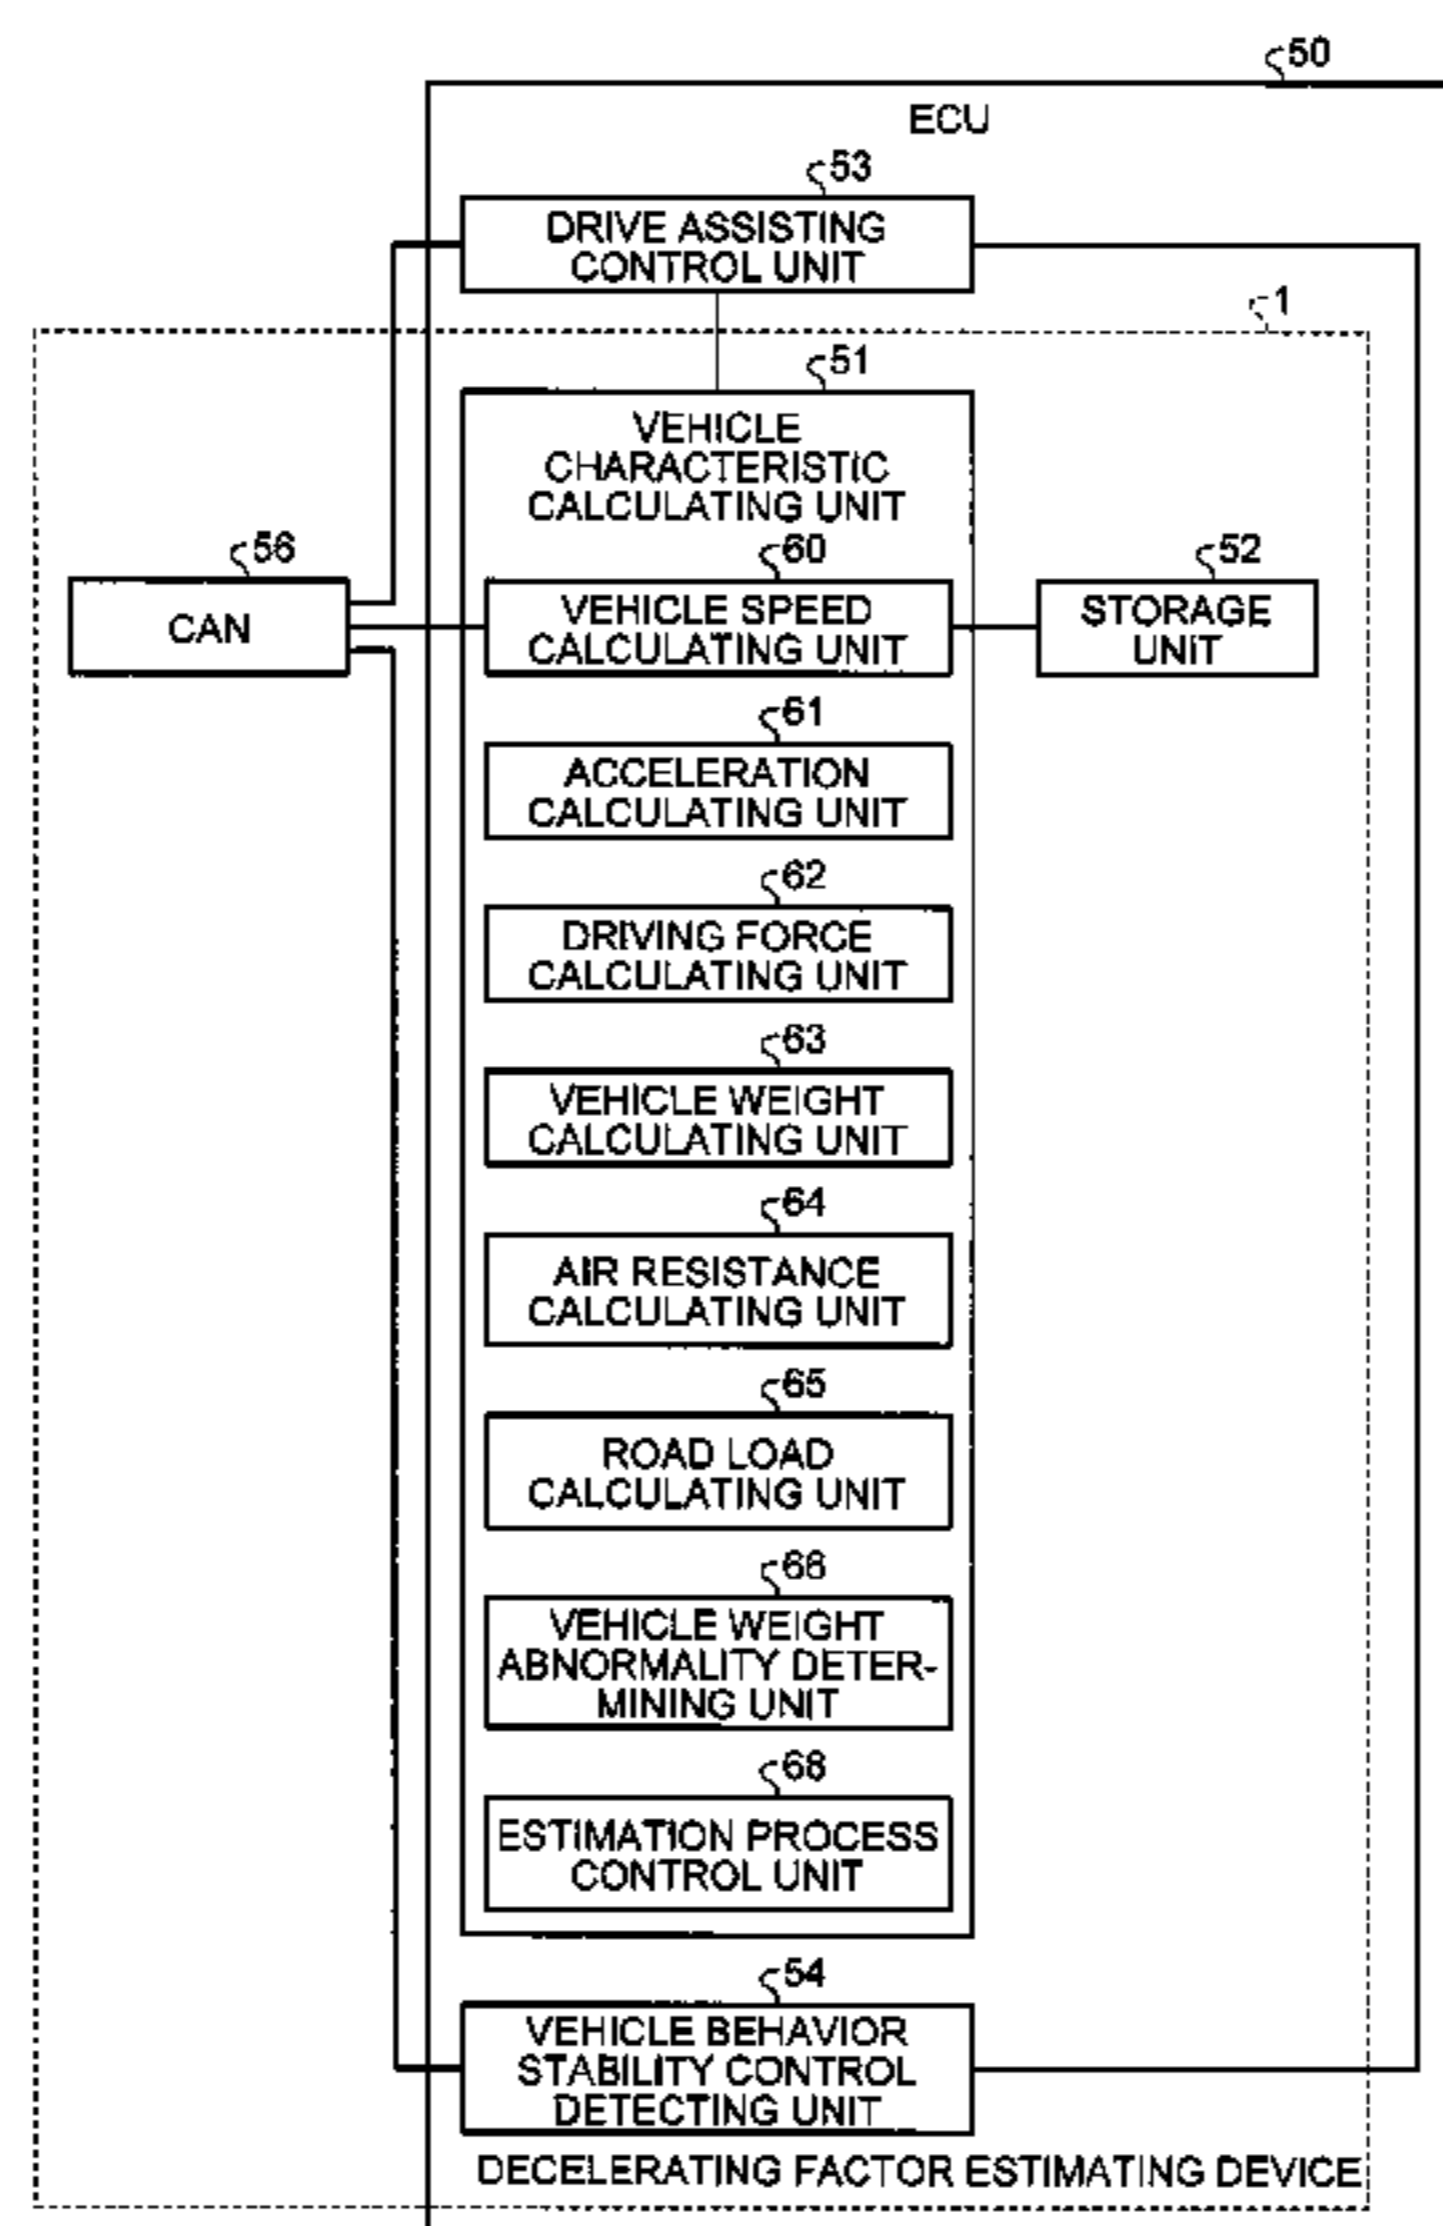 50
ECU
53
DRIVE ASSISTING
CONTROL UNIT
1
51
VEHICLE
CHARACTERISTIC
CALCULATING UNIT
56
CAN
60
VEHICLE SPEED
CALCULATING UNIT
52
STORAGE
UNIT
61
ACCELERATION
CALCULATING UNIT
62
DRIVING FORCE
CALCULATING UNIT
63
VEHICLE WEIGHT
CALCULATING UNIT
64
AIR RESISTANCE
CALCULATING UNIT
65
ROAD LOAD
CALCULATING UNIT
66
VEHICLE WEIGHT
ABNORMALITY DETER-
MINING UNIT
68
ESTIMATION PROCESS
CONTROL UNIT
54
VEHICLE BEHAVIOR
STABILITY CONTROL
DETECTING UNIT
DECELERATING FACTOR ESTIMATING DEVICE